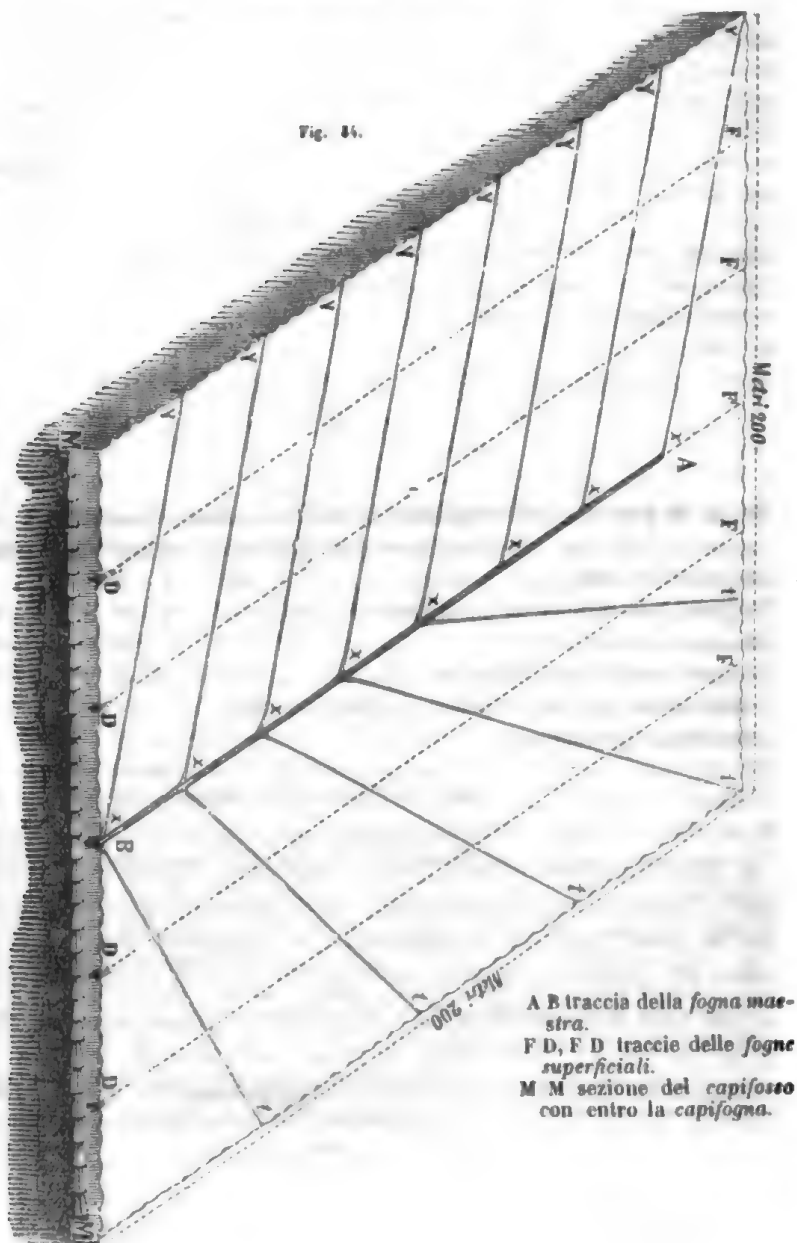 Fig. 34.
Y
Y
Y
Y
Y
Y
Y
Y
F
F
F
F
F
Metri 200
x
A
x
x
x
x
x
x
x
t
t
t
t
t
M
D
D
B
D
D
M
Metri 200
A B traccia della fogna mae-
stra.
F D, F D traccie delle fogne
superficiali.
M M sezione del capifosso
con entro la capifogna.